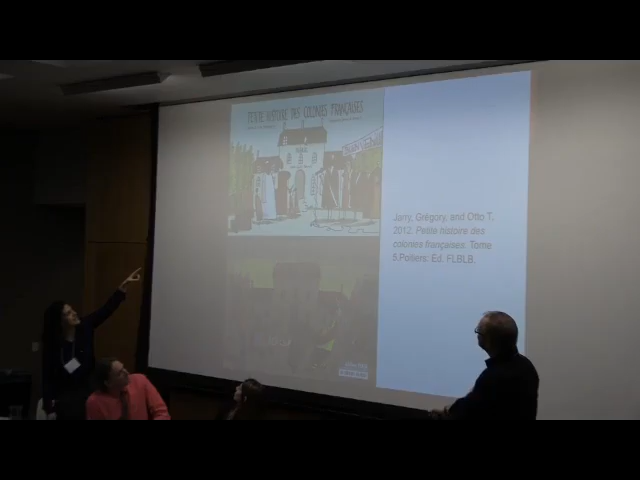 PETITE HISTOIRE DES COLONIES FRANÇAISES
Jarry, Grégory, and Otto T,
2012. Petite histoire des
colonies françaises: Tome
5.Poitiers: Ed. FLBLB.